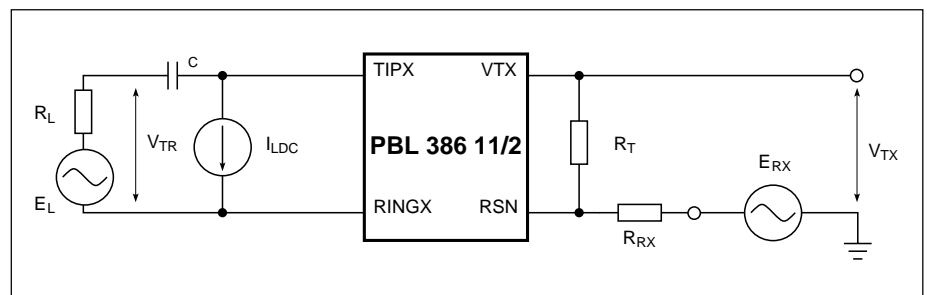 C
TIPX VTX
R_L
V_TR
I_LDC
PBL 386 11/2
R_T
E_RX
V_TX
E_L
RINGX RSN
R_RX